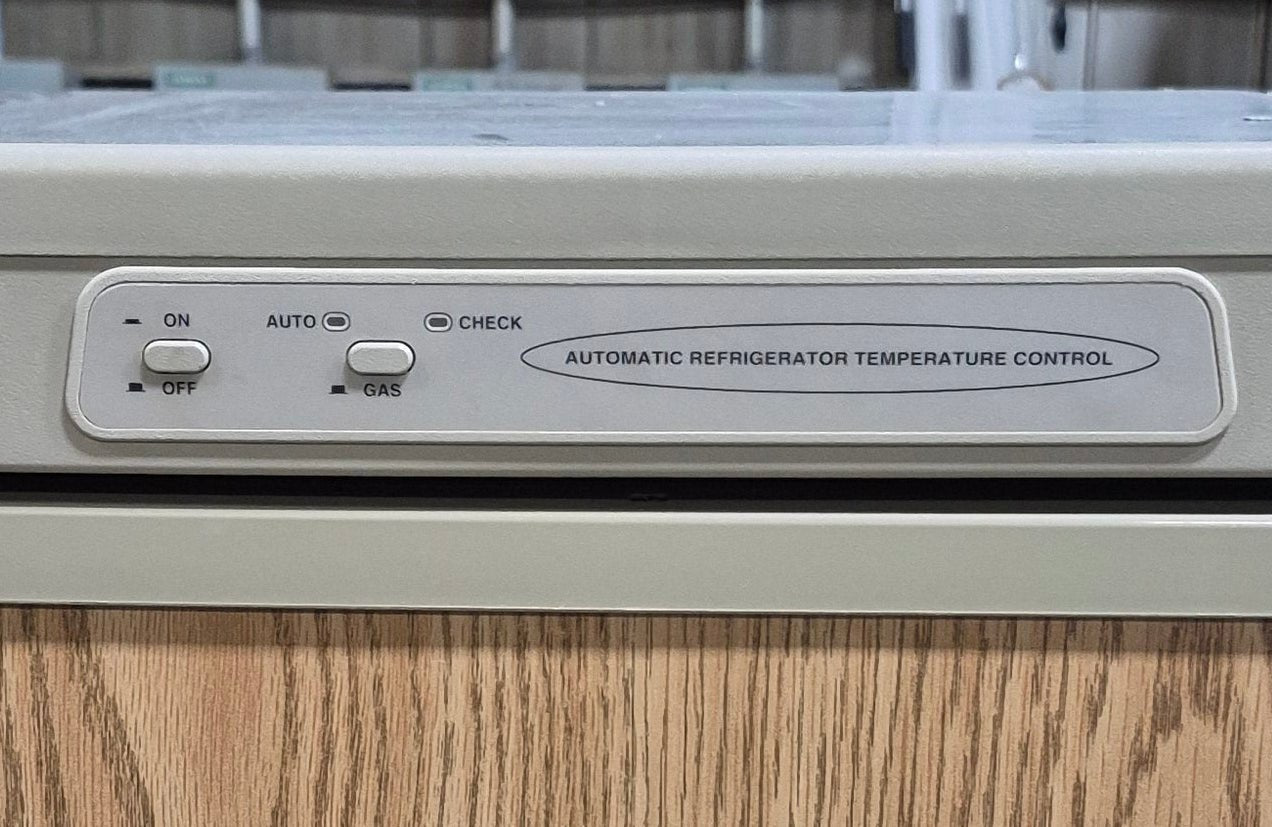 ON
AUTO
CHECK
AUTOMATIC REFRIGERATOR TEMPERATURE CONTROL
OFF
GAS